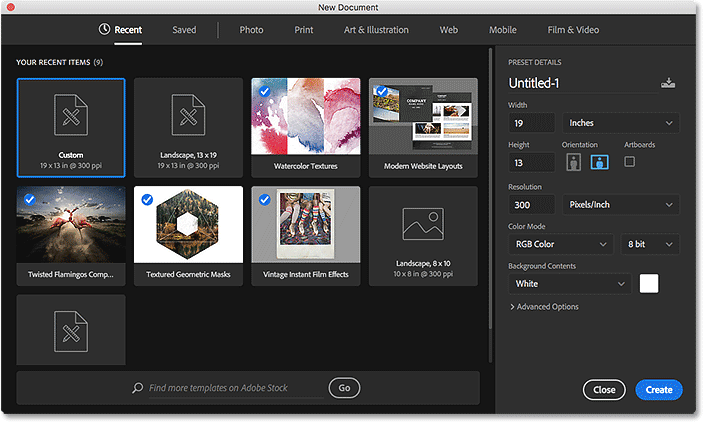 New Document
Recent
Saved
Photo
Print
Art & Illustration
Web
Mobile
Film & Video
YOUR RECENT ITEMS (9)
Custom
19 x 13 in @ 300 ppi
Landscape, 13 x 19
19 x 13 in @ 300 ppi
Watercolor Textures
COMPANY
Modern Website Layouts
Twisted Flamingos Comp...
Textured Geometric Masks
Vintage Instant Film Effects
Landscape, 8 x 10
10 x 8 in @ 300 ppi
Find more templates on Adobe Stock
Go
PRESET DETAILS
Untitled-1
Width
19
Inches
Height
Orientation
Artboards
13
Resolution
300
Pixels/Inch
Color Mode
RGB Color
8 bit
Background Contents
White
Advanced Options
Close
Create